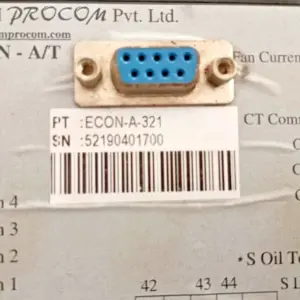 PROCOM Pvt. Ltd.
mprocom.com
N - A/T
Fan Curren
PT :ECON-A-321
SN :52190401700
CT Com
4
3
2
S Oil Te
1
42 43 44 S L